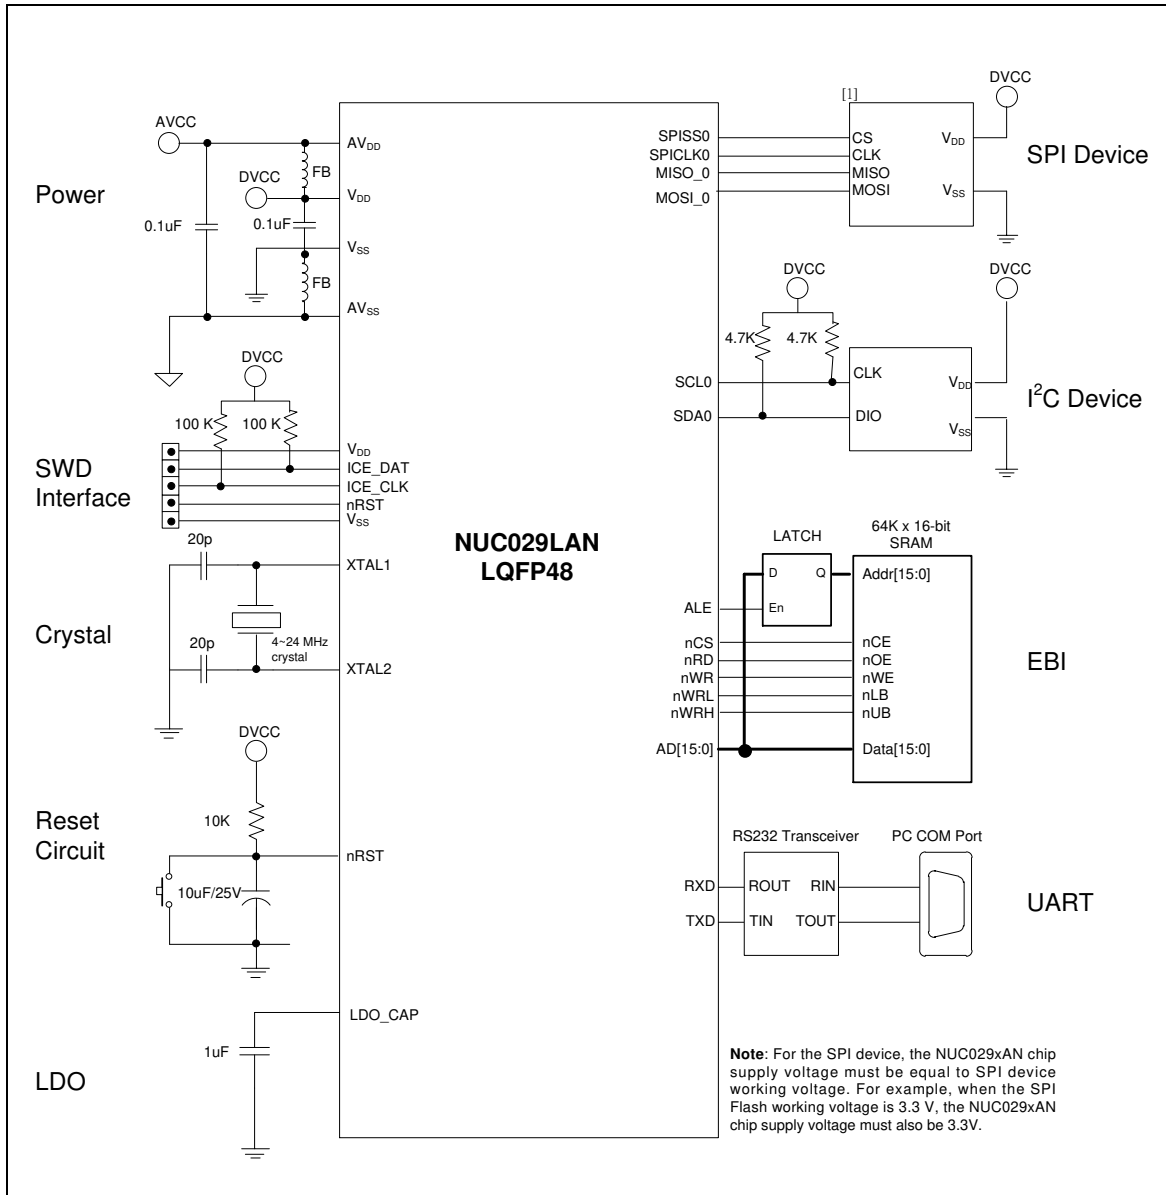 AVCC
AVDD
FB
DVCC
Power
VDD
0.1uF
0.1uF
VSS
FB
AVSS
DVCC
100 K
100 K
VDD
ICE_DAT
SWD
Interface
ICE_CLK
nRST
VSS
20p
XTAL1
Crystal
20p
4~24 MHz
crystal
XTAL2
DVCC
Reset
Circuit
10K
nRST
10uF/25V
LDO_CAP
1uF
LDO
NUC029LAN
LQFP48
[1]
DVCC
SPISS0
CS
VDD
SPI Device
SPICLK0
CLK
MISO_0
MISO
MOSI_0
MOSI
VSS
DVCC
DVCC
4.7K
4.7K
SCL0
CLK
VDD
I²C Device
SDA0
DIO
VSS
LATCH
64K x 16-bit
SRAM
D
Q
Addr[15:0]
ALE
En
nCS
nCE
nRD
nOE
EBI
nWR
nWE
nWRL
nLB
nWRH
nUB
AD[15:0]
Data[15:0]
RS232 Transceiver
PC COM Port
RXD
ROUT
RIN
UART
TXD
TIN
TOUT
Note: For the SPI device, the NUC029xAN chip
supply voltage must be equal to SPI device
working voltage. For example, when the SPI
Flash working voltage is 3.3 V, the NUC029xAN
chip supply voltage must also be 3.3V.